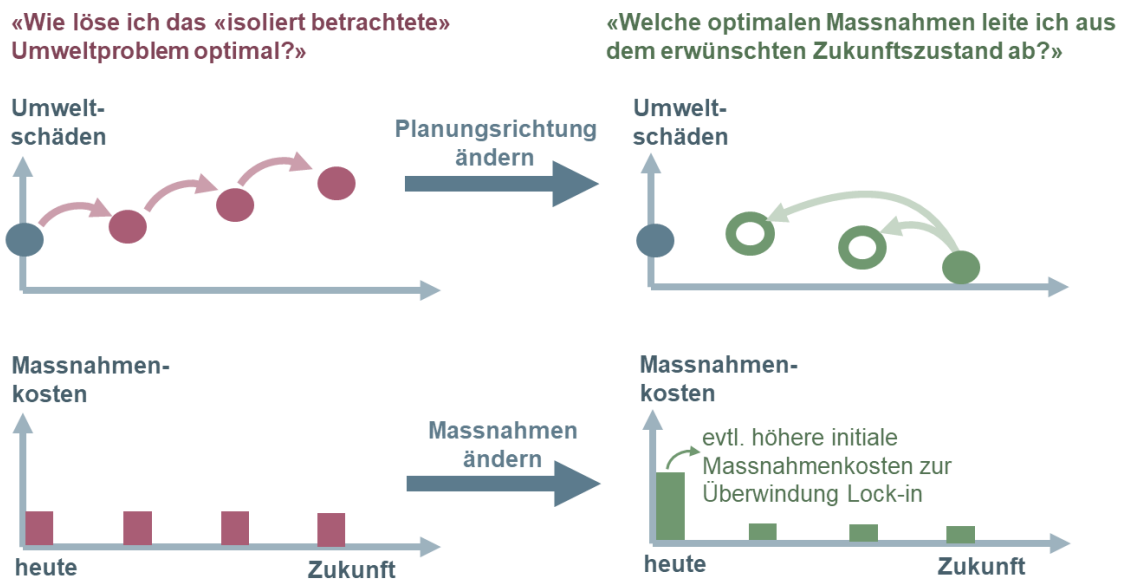 «Wie löse ich das «isoliert betrachtete»
Umweltproblem optimal?»
«Welche optimalen Massnahmen leite ich aus
dem erwünschten Zukunftszustand ab?»
Umwelt-
schäden
Planungsrichtung
ändern
Umwelt-
schäden
Massnahmen-
kosten
Massnahmen
ändern
Massnahmen-
kosten
evtl. höhere initiale
Massnahmenkosten zur
Überwindung Lock-in
heute
Zukunft
heute
Zukunft